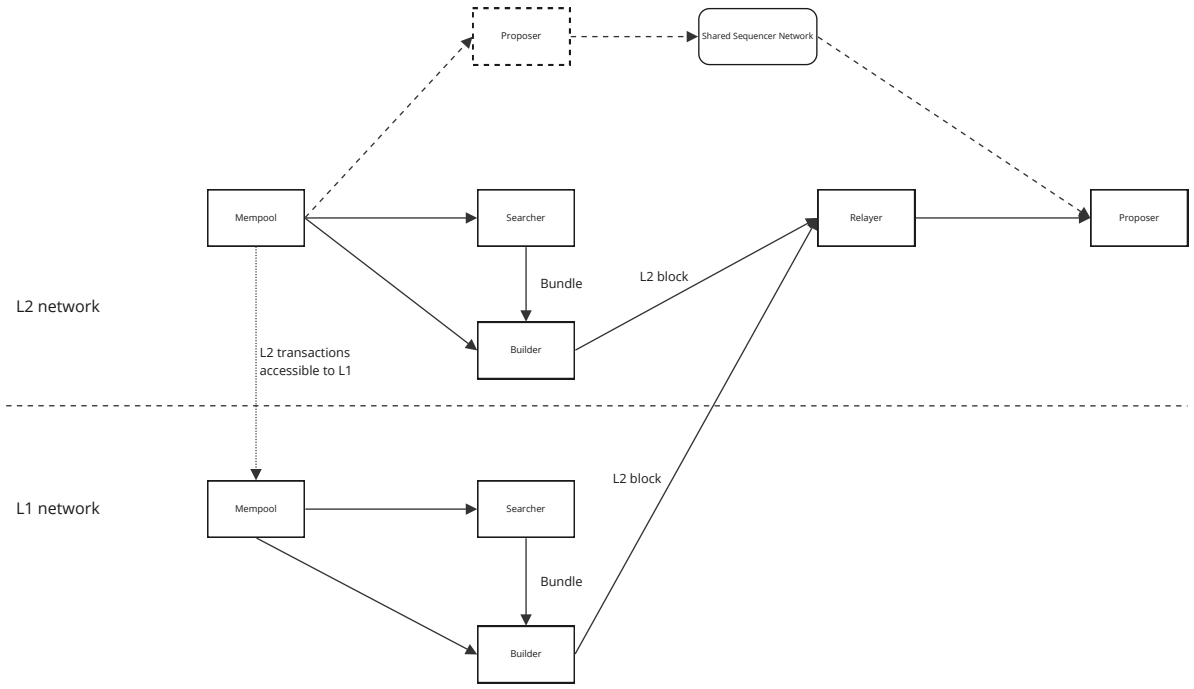 Proposer
Shared Sequencer Network
Mempool
Searcher
Relayer
Proposer
Bundle
L2 block
L2 network
Builder
L2 transactions
accessible to L1
L2 block
L1 network
Mempool
Searcher
Bundle
Builder